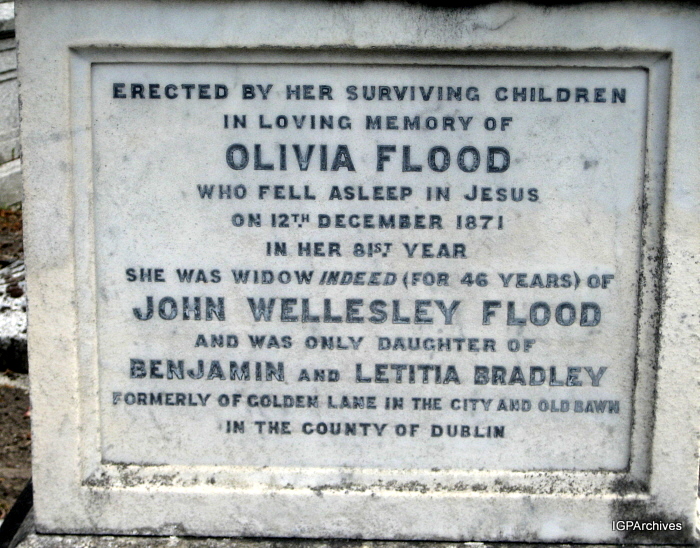 ERECTED BY HER SURVIVING CHILDREN
IN LOVING MEMORY OF
OLIVIA FLOOD
WHO FELL ASLEEP IN JESUS
ON 12TH DECEMBER 1871
IN HER 81ST YEAR
SHE WAS WIDOW INDEED (FOR 46 YEARS) OF
JOHN WELLESLEY FLOOD
AND WAS ONLY DAUGHTER OF
BENJAMIN AND LETITIA BRADLEY
FORMERLY OF GOLDEN LANE IN THE CITY AND OLD BAWN
IN THE COUNTY OF DUBLIN
IGPArchives